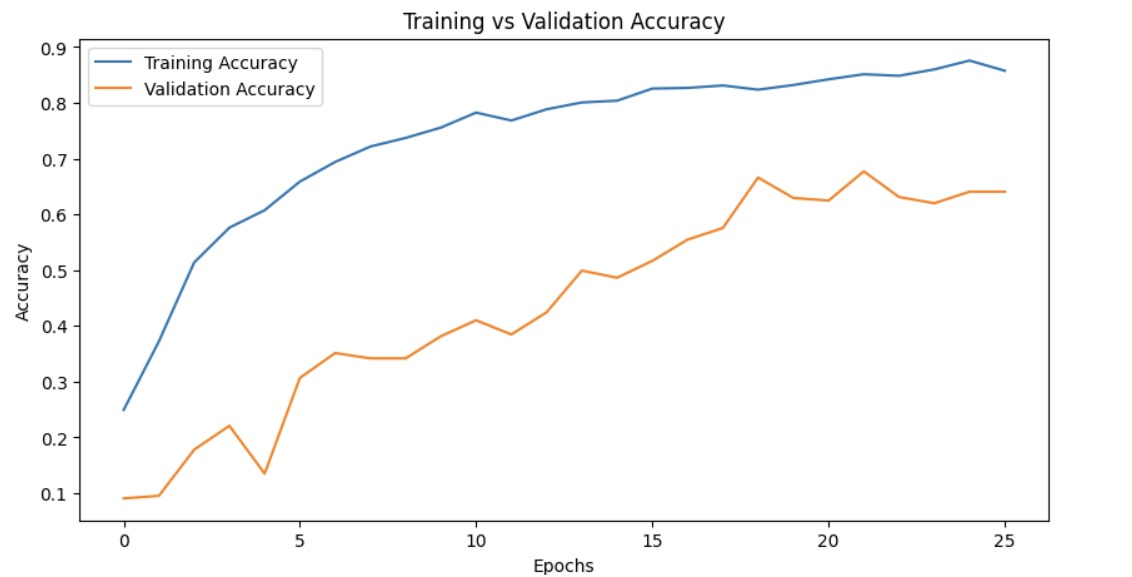 Training vs Validation Accuracy
0.9
Training Accuracy
Validation Accuracy
0.8
0.7
0.6
0.5
0.4
0.3
0.2
0.1
Accuracy
0 5 10 15 20 25
Epochs